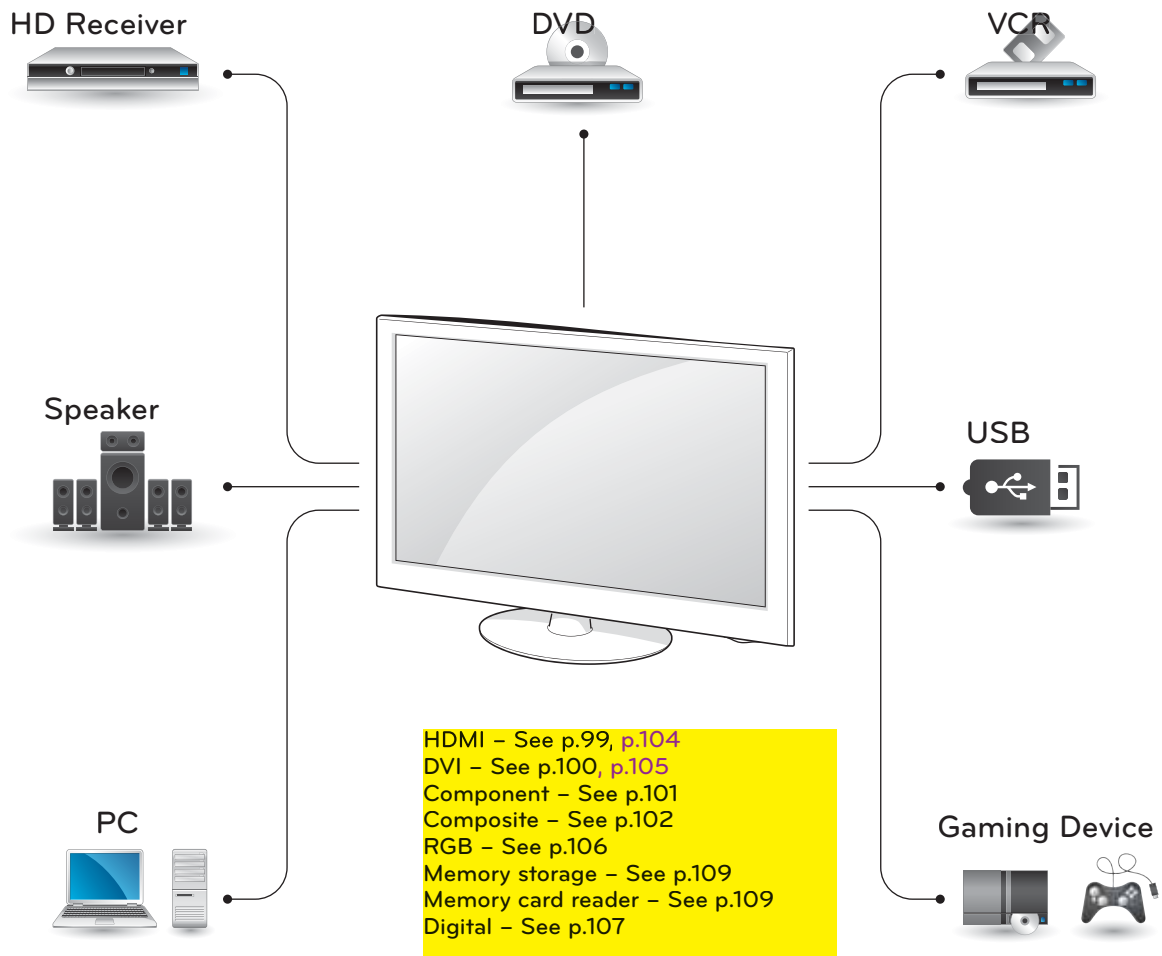 HD Receiver
DVD
VCR
Speaker
USB
PC
Gaming Device
HDMI – See p.99, p.104
DVI – See p.100, p.105
Component – See p.101
Composite – See p.102
RGB – See p.106
Memory storage – See p.109
Memory card reader – See p.109
Digital – See p.107